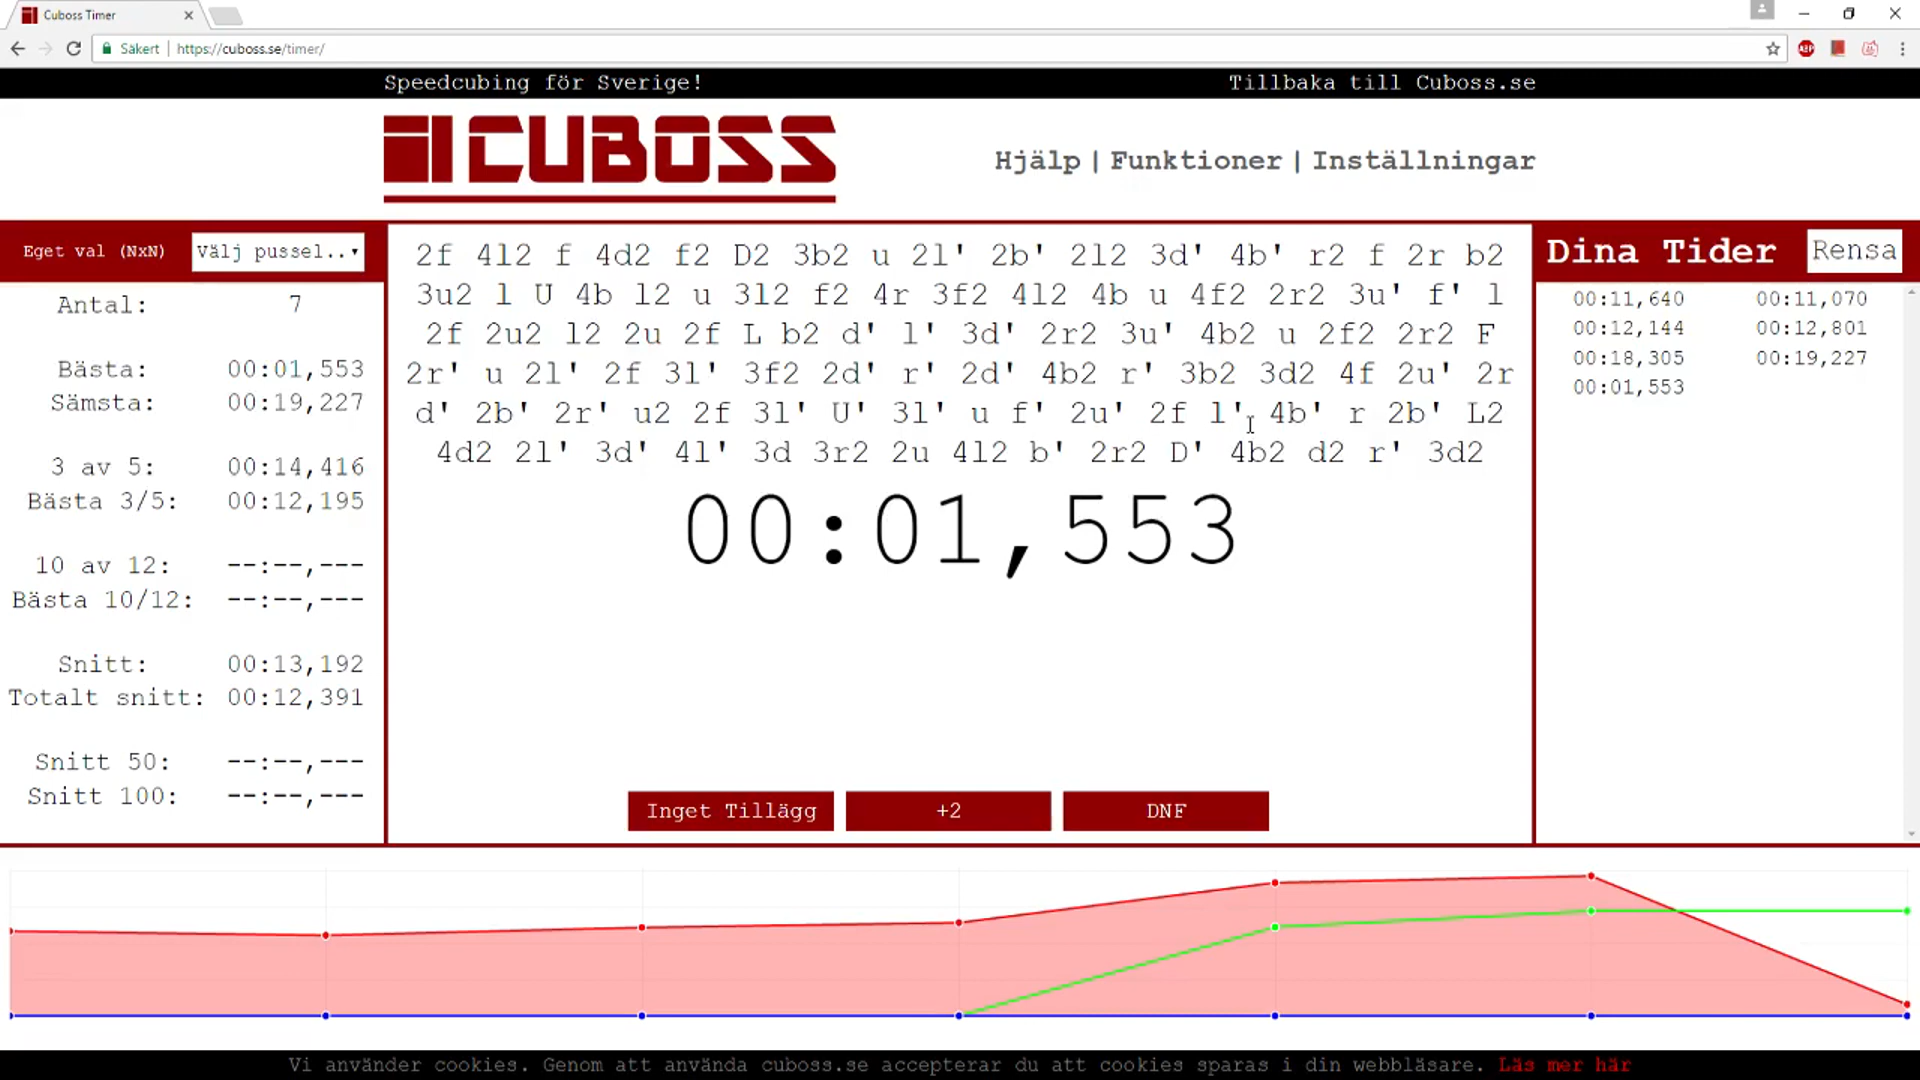 Cuboss Timer
Säkert https://cuboss.se/timer/
ABP
Speedcubing för Sverige!
Tillbaka till Cuboss.se
CUBOSS
Hjälp | Funktioner | Inställningar
Eget val (NxN) Välj pussel..
Antal: 7
Bästa: 00:01,553
Sämsta: 00:19,227
3 av 5: 00:14,416
Bästa 3/5: 00:12,195
10 av 12: --:--,---
Bästa 10/12: --:--,---
Snitt: 00:13,192
Totalt snitt: 00:12,391
Snitt 50: --:--,---
Snitt 100: --:--,---
2f 4l2 f 4d2 f2 D2 3b2 u 2l' 2b' 2l2 3d' 4b' r2 f 2r b2
3u2 l U 4b l2 u 3l2 f2 4r 3f2 4l2 4b u 4f2 2r2 3u' f' l
2f 2u2 l2 2u 2f L b2 d' l' 3d' 2r2 3u' 4b2 u 2f2 2r2 F
2r' u 2l' 2f 3l' 3f2 2d' r' 2d' 4b2 r' 3b2 3d2 4f 2u' 2r
d' 2b' 2r' u2 2f 3l' U' 3l' u f' 2u' 2f l' 4b' r 2b' L2
4d2 2l' 3d' 4l' 3d 3r2 2u 4l2 b' 2r2 D' 4b2 d2 r' 3d2
00:01,553
Inget Tillägg +2 DNF
Dina Tider Rensa
00:11,640 00:11,070
00:12,144 00:12,801
00:18,305 00:19,227
00:01,553
Vi använder cookies. Genom att använda cuboss.se accepterar du att cookies sparas i din webbläsare. Läs mer här